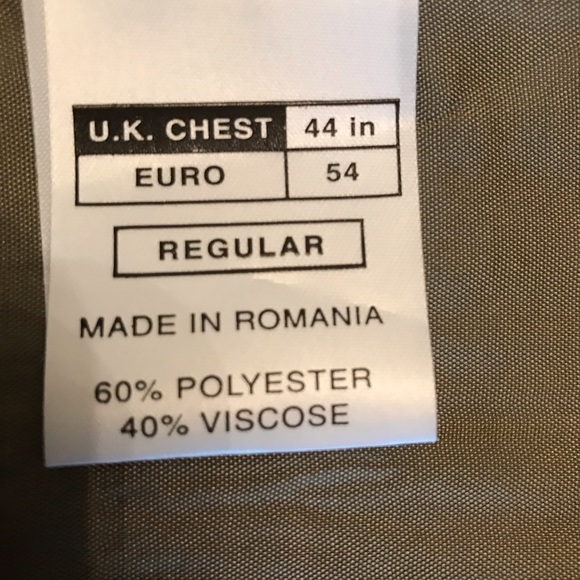 U.K. CHEST 44 in
EURO 54
REGULAR
MADE IN ROMANIA
60% POLYESTER
40% VISCOSE